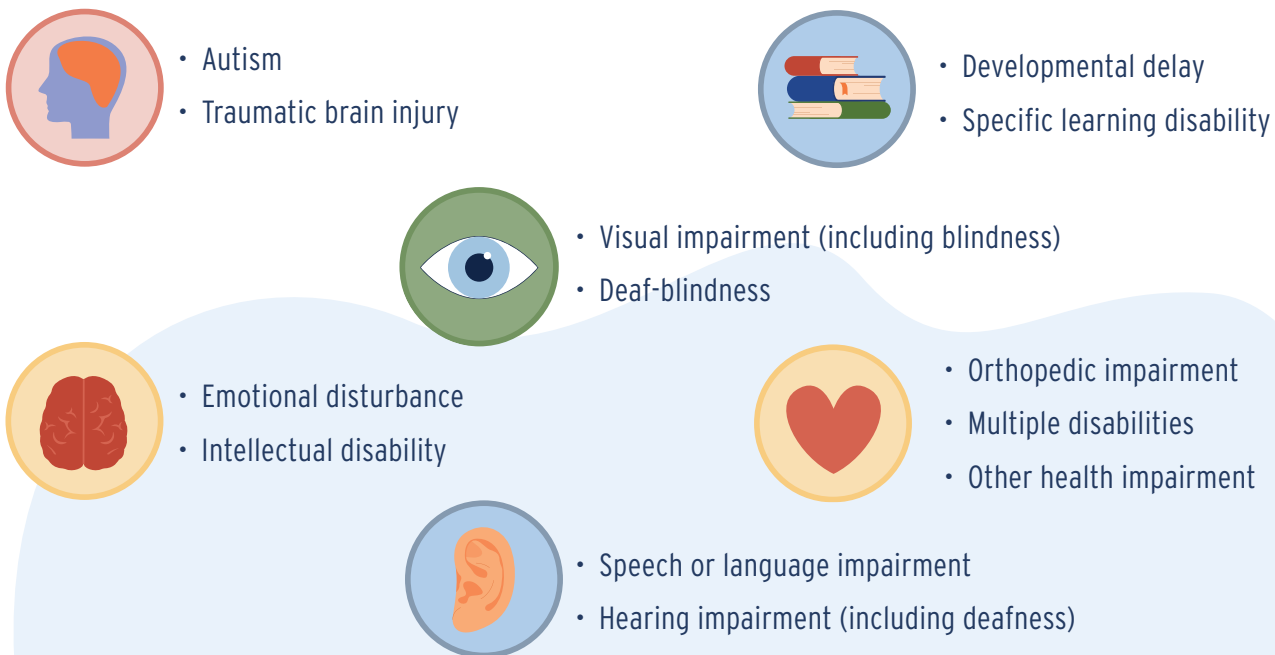 • Autism
• Traumatic brain injury
• Developmental delay
• Specific learning disability
• Visual impairment (including blindness)
• Deaf-blindness
• Emotional disturbance
• Intellectual disability
• Orthopedic impairment
• Multiple disabilities
• Other health impairment
• Speech or language impairment
• Hearing impairment (including deafness)